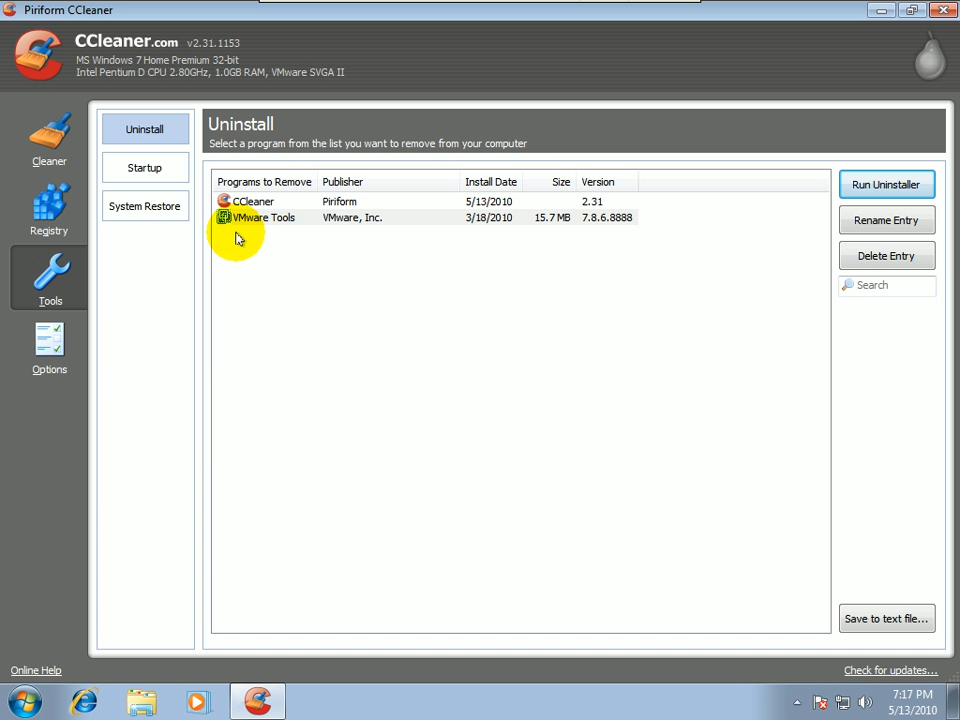 Piriform CCleaner
CCleaner.com v2.31.1153
MS Windows 7 Home Premium 32-bit
Intel Pentium D CPU 2.80GHz, 1.0GB RAM, VMware SVGA II
Cleaner
Registry
Tools
Options
Uninstall
Startup
System Restore
Uninstall
Select a program from the list you want to remove from your computer
Programs to Remove Publisher Install Date Size Version
CCleaner Piriform 5/13/2010 2.31
VMware Tools VMware, Inc. 3/18/2010 15.7 MB 7.8.6.8888
Run Uninstaller
Rename Entry
Delete Entry
Search
Save to text file...
Online Help
Check for updates...
7:17 PM
5/13/2010